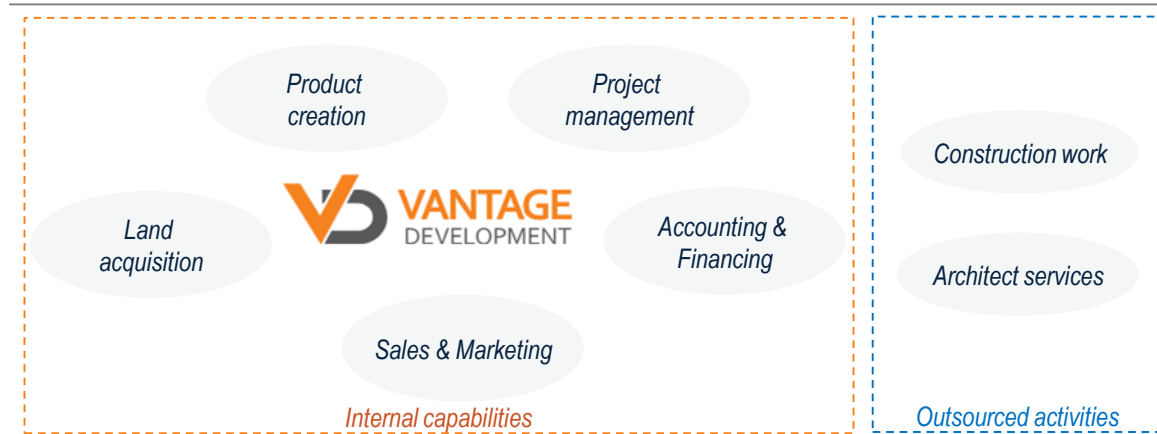 Product
creation
Project
management
Construction work
VANTAGE
DEVELOPMENT
Land
acquisition
Accounting &
Financing
Architect services
Sales & Marketing
Internal capabilities
Outsourced activities